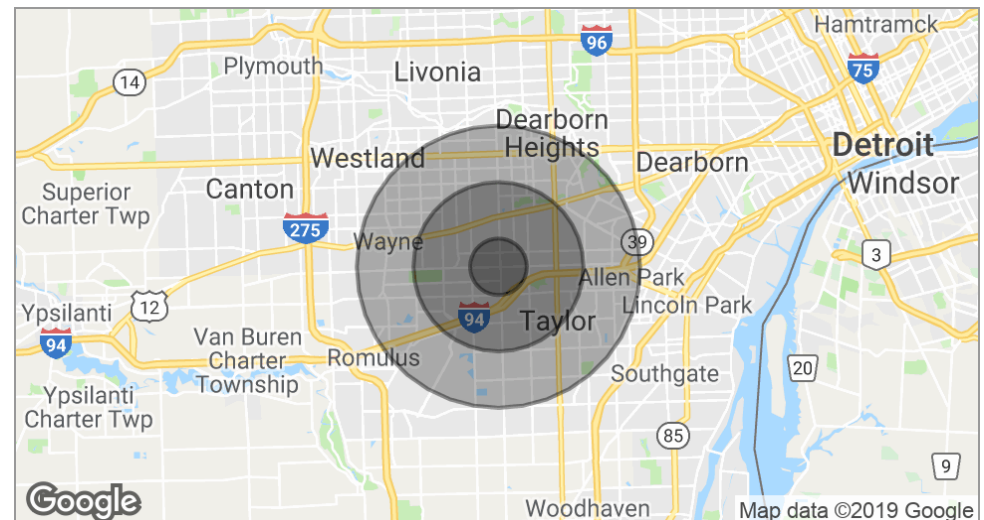 Hamtramck
96
Plymouth
Livonia
75
14
Dearborn
Heights
Westland
Dearborn
Detroit
Superior
Charter Twp
Canton
Windsor
275
Wayne
39
3
Allen Park
Ypsilanti
12
94
Taylor
Lincoln Park
94
Van Buren
Charter
Township
Romulus
Southgate
20
Ypsilanti
Charter Twp
85
9
Google
Woodhaven
Map data ©2019 Google